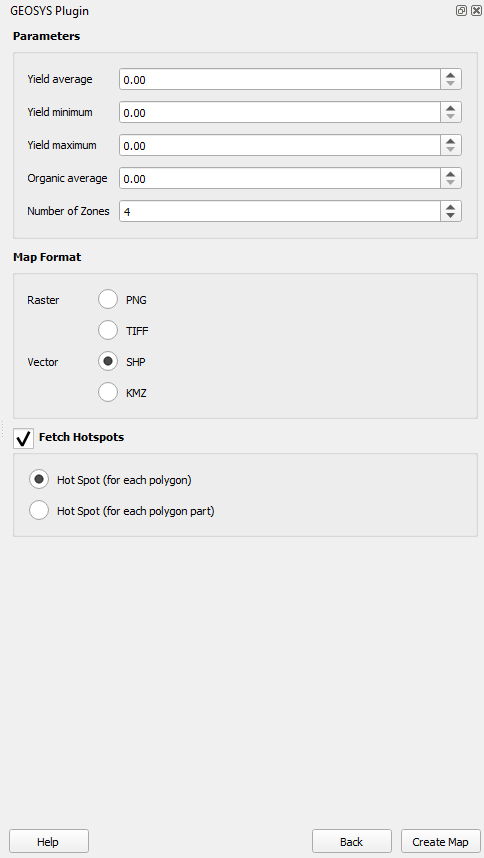 GEOSYS Plugin
Parameters
Yield average 0.00
Yield minimum 0.00
Yield maximum 0.00
Organic average 0.00
Number of Zones 4
Map Format
Raster PNG
TIFF
Vector SHP
KMZ
Fetch Hotspots
Hot Spot (for each polygon)
Hot Spot (for each polygon part)
Help Back Create Map